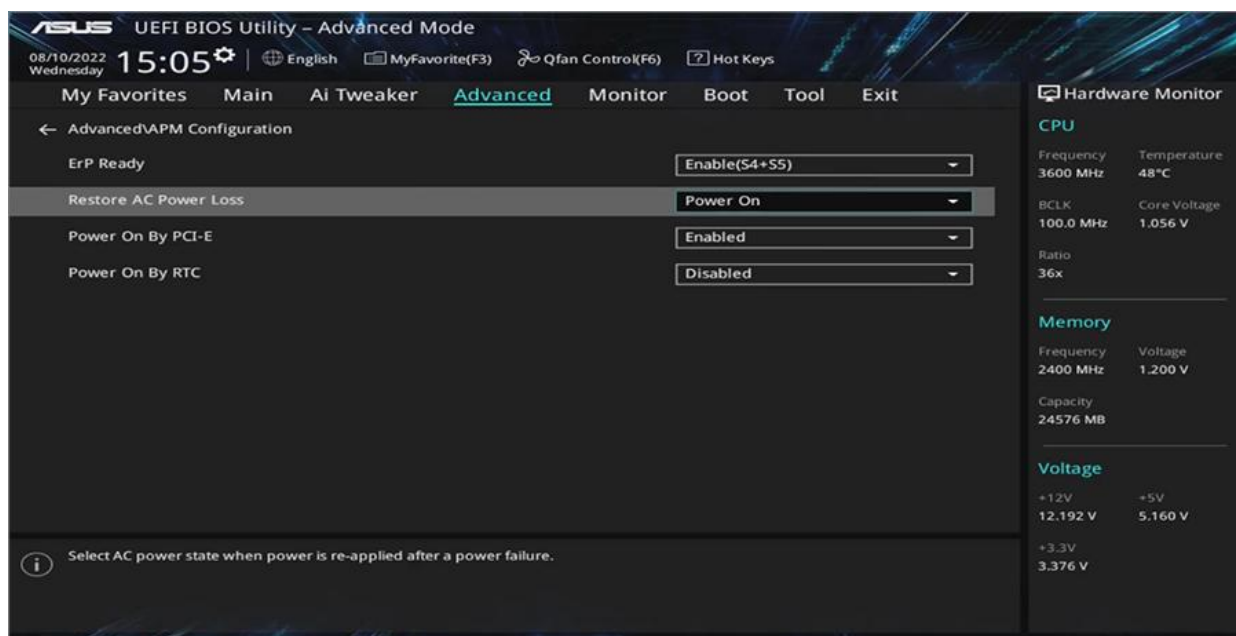 ASUS UEFI BIOS Utility – Advanced Mode
08/10/2022 Wednesday 15:05 English MyFavorite(F3) Qfan Control(F6) ? Hot Keys
My Favorites Main Ai Tweaker Advanced Monitor Boot Tool Exit
← Advanced\APM Configuration
ErP Ready Enable(S4+S5)
Restore AC Power Loss Power On
Power On By PCI-E Enabled
Power On By RTC Disabled
i Select AC power state when power is re-applied after a power failure.
Hardware Monitor
CPU
Frequency Temperature
3600 MHz 48°C
BCLK Core Voltage
100.0 MHz 1.056 V
Ratio
36x
Memory
Frequency Voltage
2400 MHz 1.200 V
Capacity
24576 MB
Voltage
+12V +5V
12.192 V 5.160 V
+3.3V
3.376 V